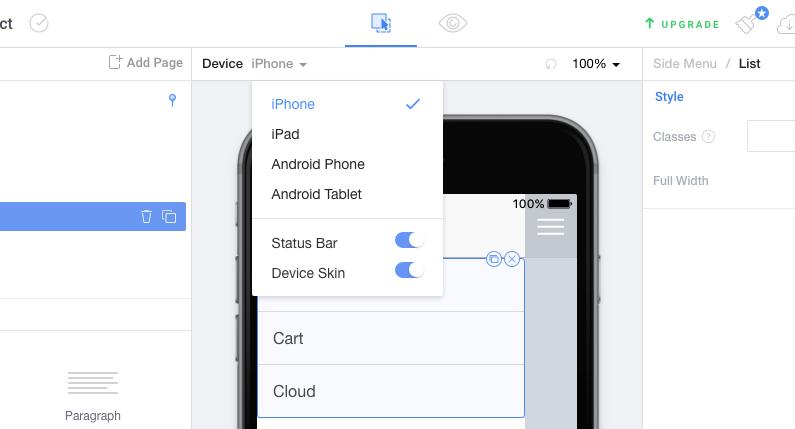 ct
UPGRADE
Add Page
Device iPhone
100%
Side Menu / List
iPhone
iPad
Android Phone
Android Tablet
Status Bar
Device Skin
100%
Cart
Cloud
Style
Classes ?
Full Width
Paragraph